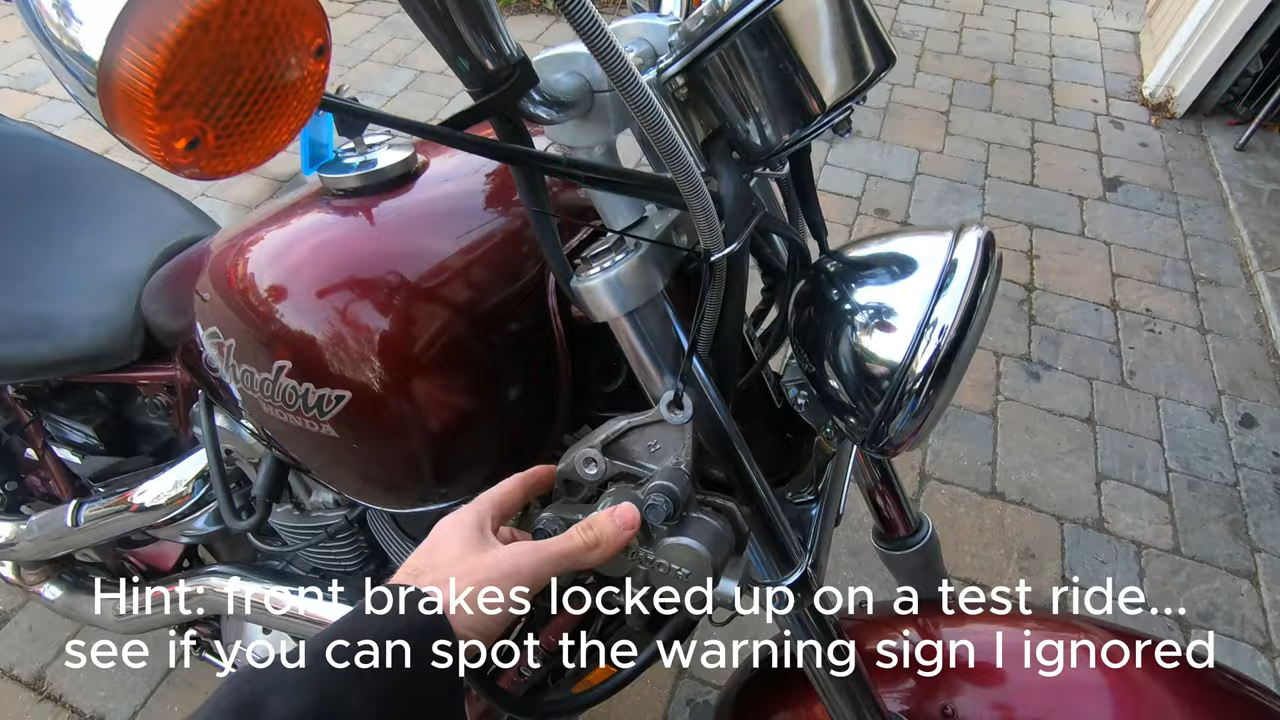 Shadow
HONDA
R
Hint: front brakes locked up on a test ride...
see if you can spot the warning sign I ignored